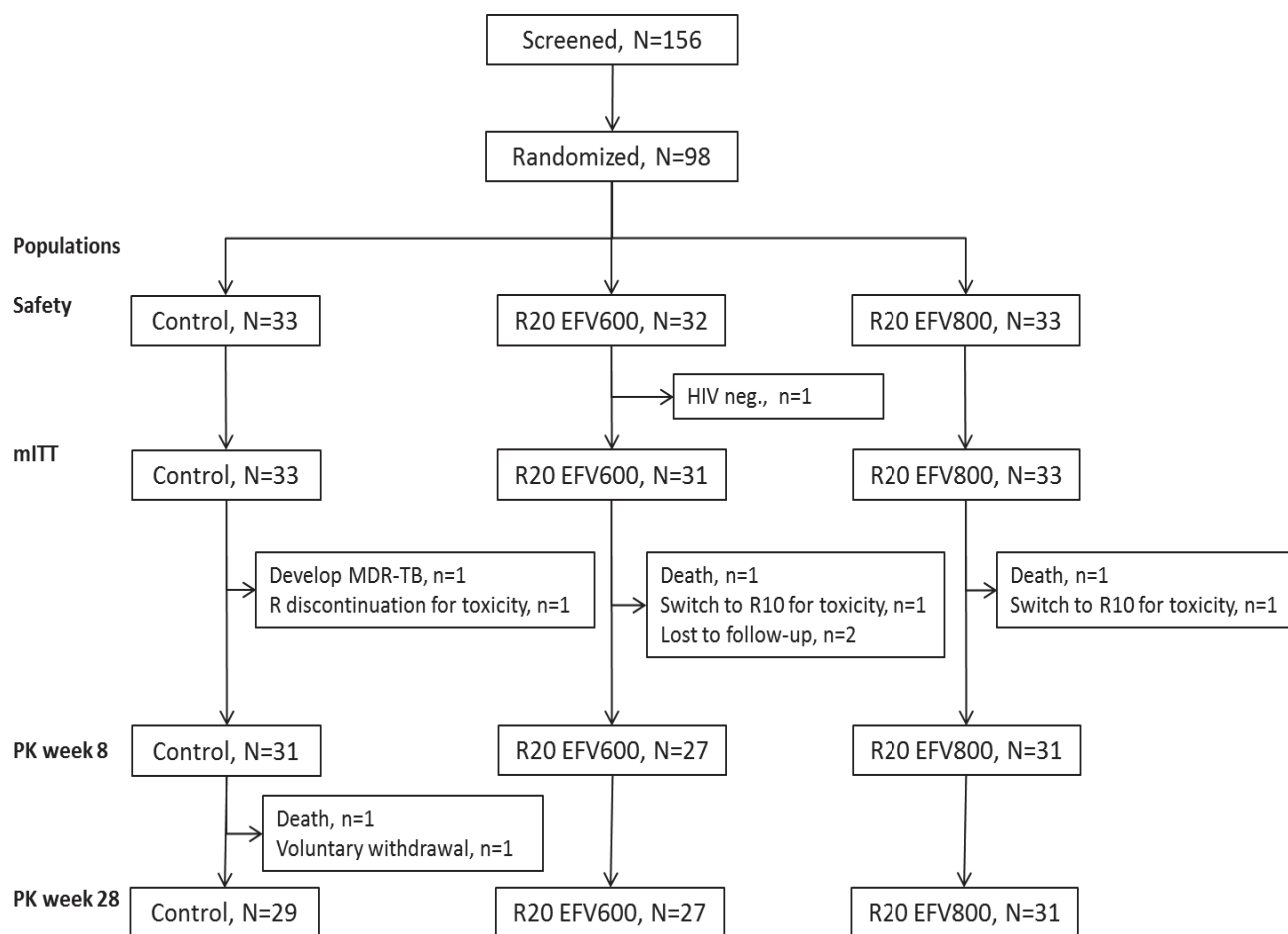 Screened, N=156
Randomized, N=98
Populations
Safety
Control, N=33
R20 EFV600, N=32
R20 EFV800, N=33
HIV neg., n=1
mITT
Control, N=33
R20 EFV600, N=31
R20 EFV800, N=33
Develop MDR-TB, n=1
R discontinuation for toxicity, n=1
Death, n=1
Switch to R10 for toxicity, n=1
Lost to follow-up, n=2
Death, n=1
Switch to R10 for toxicity, n=1
PK week 8
Control, N=31
R20 EFV600, N=27
R20 EFV800, N=31
Death, n=1
Voluntary withdrawal, n=1
PK week 28
Control, N=29
R20 EFV600, N=27
R20 EFV800, N=31